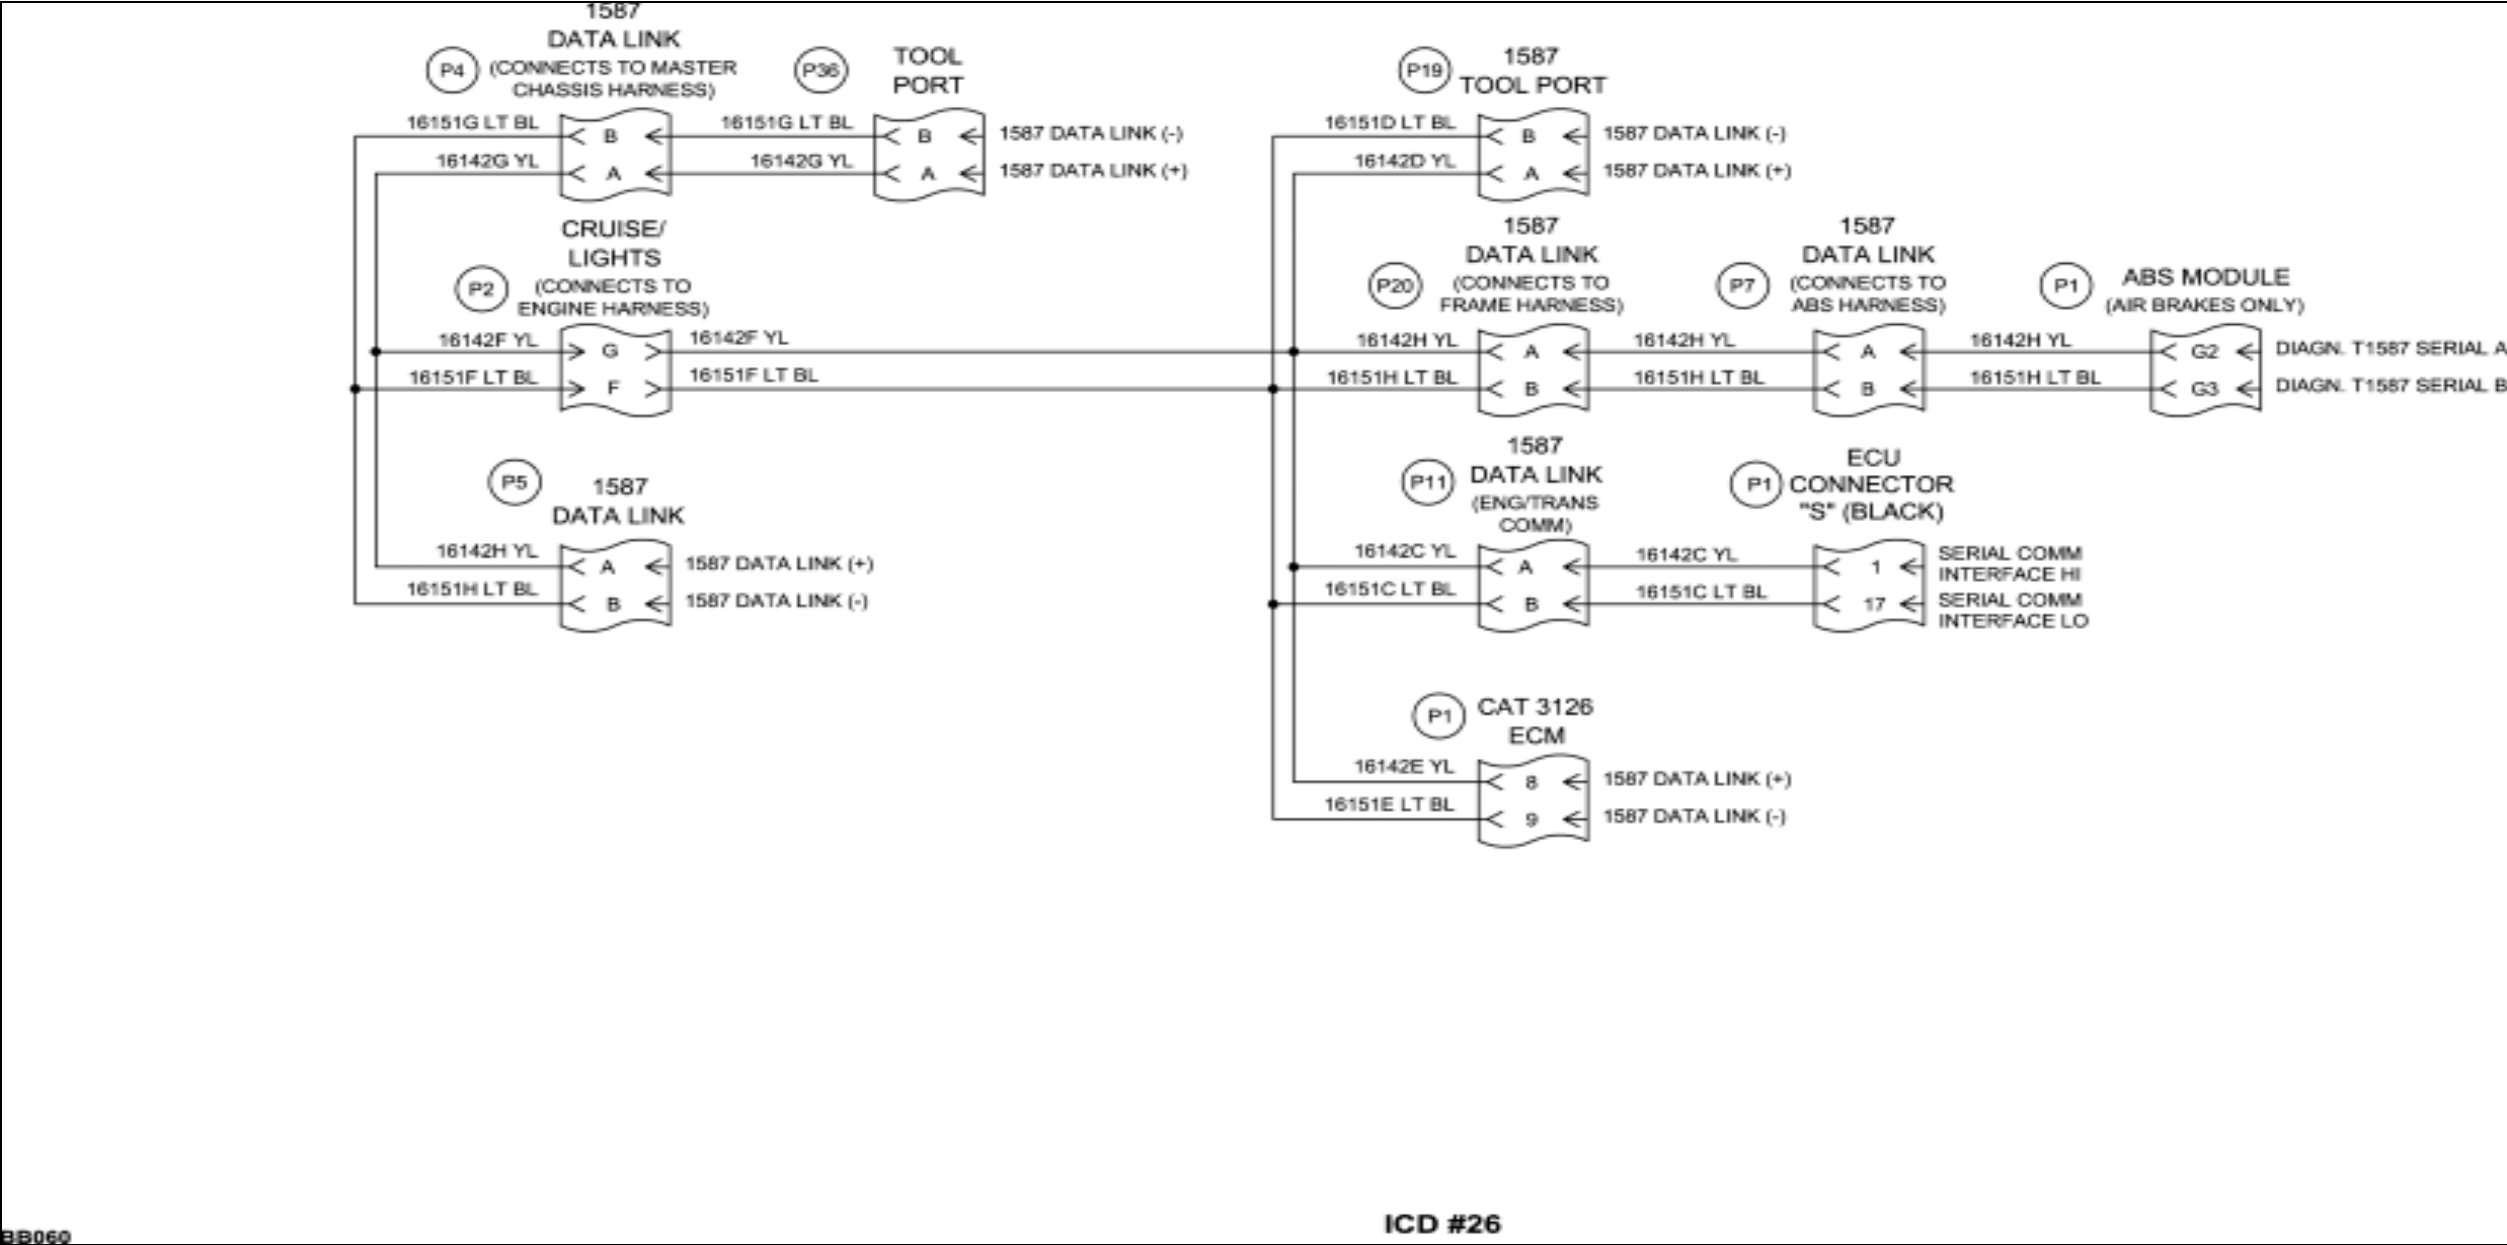 1587
DATA LINK
(CONNECTS TO MASTER
CHASSIS HARNESS)
P4
P36
TOOL
PORT
16151G LT BL
B
16151G LT BL
B
1587 DATA LINK (-)
16142G YL
A
16142G YL
A
1587 DATA LINK (+)
CRUISE/
LIGHTS
(CONNECTS TO
ENGINE HARNESS)
P2
16142F YL
G
16142F YL
16151F LT BL
F
16151F LT BL
P5
1587
DATA LINK
16142H YL
A
1587 DATA LINK (+)
16151H LT BL
B
1587 DATA LINK (-)
P19
1587
TOOL PORT
16151D LT BL
B
1587 DATA LINK (-)
16142D YL
A
1587 DATA LINK (+)
P20
1587
DATA LINK
(CONNECTS TO
FRAME HARNESS)
P7
1587
DATA LINK
(CONNECTS TO
ABS HARNESS)
P1
ABS MODULE
(AIR BRAKES ONLY)
16142H YL
A
16142H YL
A
16142H YL
G2
DIAGN. T1587 SERIAL A
16151H LT BL
B
16151H LT BL
B
16151H LT BL
G3
DIAGN. T1587 SERIAL B
P11
1587
DATA LINK
(ENG/TRANS
COMM)
P1
ECU
CONNECTOR
"S" (BLACK)
16142C YL
A
16142C YL
1
SERIAL COMM
INTERFACE HI
16151C LT BL
B
16151C LT BL
17
SERIAL COMM
INTERFACE LO
P1
CAT 3126
ECM
16142E YL
8
1587 DATA LINK (+)
16151E LT BL
9
1587 DATA LINK (-)
ICD #26
BB060